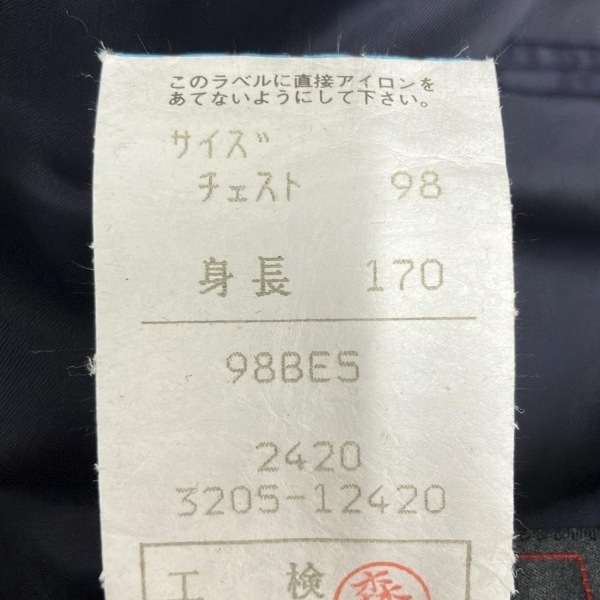 このラベルに直接アイロンを
あてないようにして下さい。
サイズ
チェスト 98
身長 170
98BES
2420
3205-12420
工 検
森